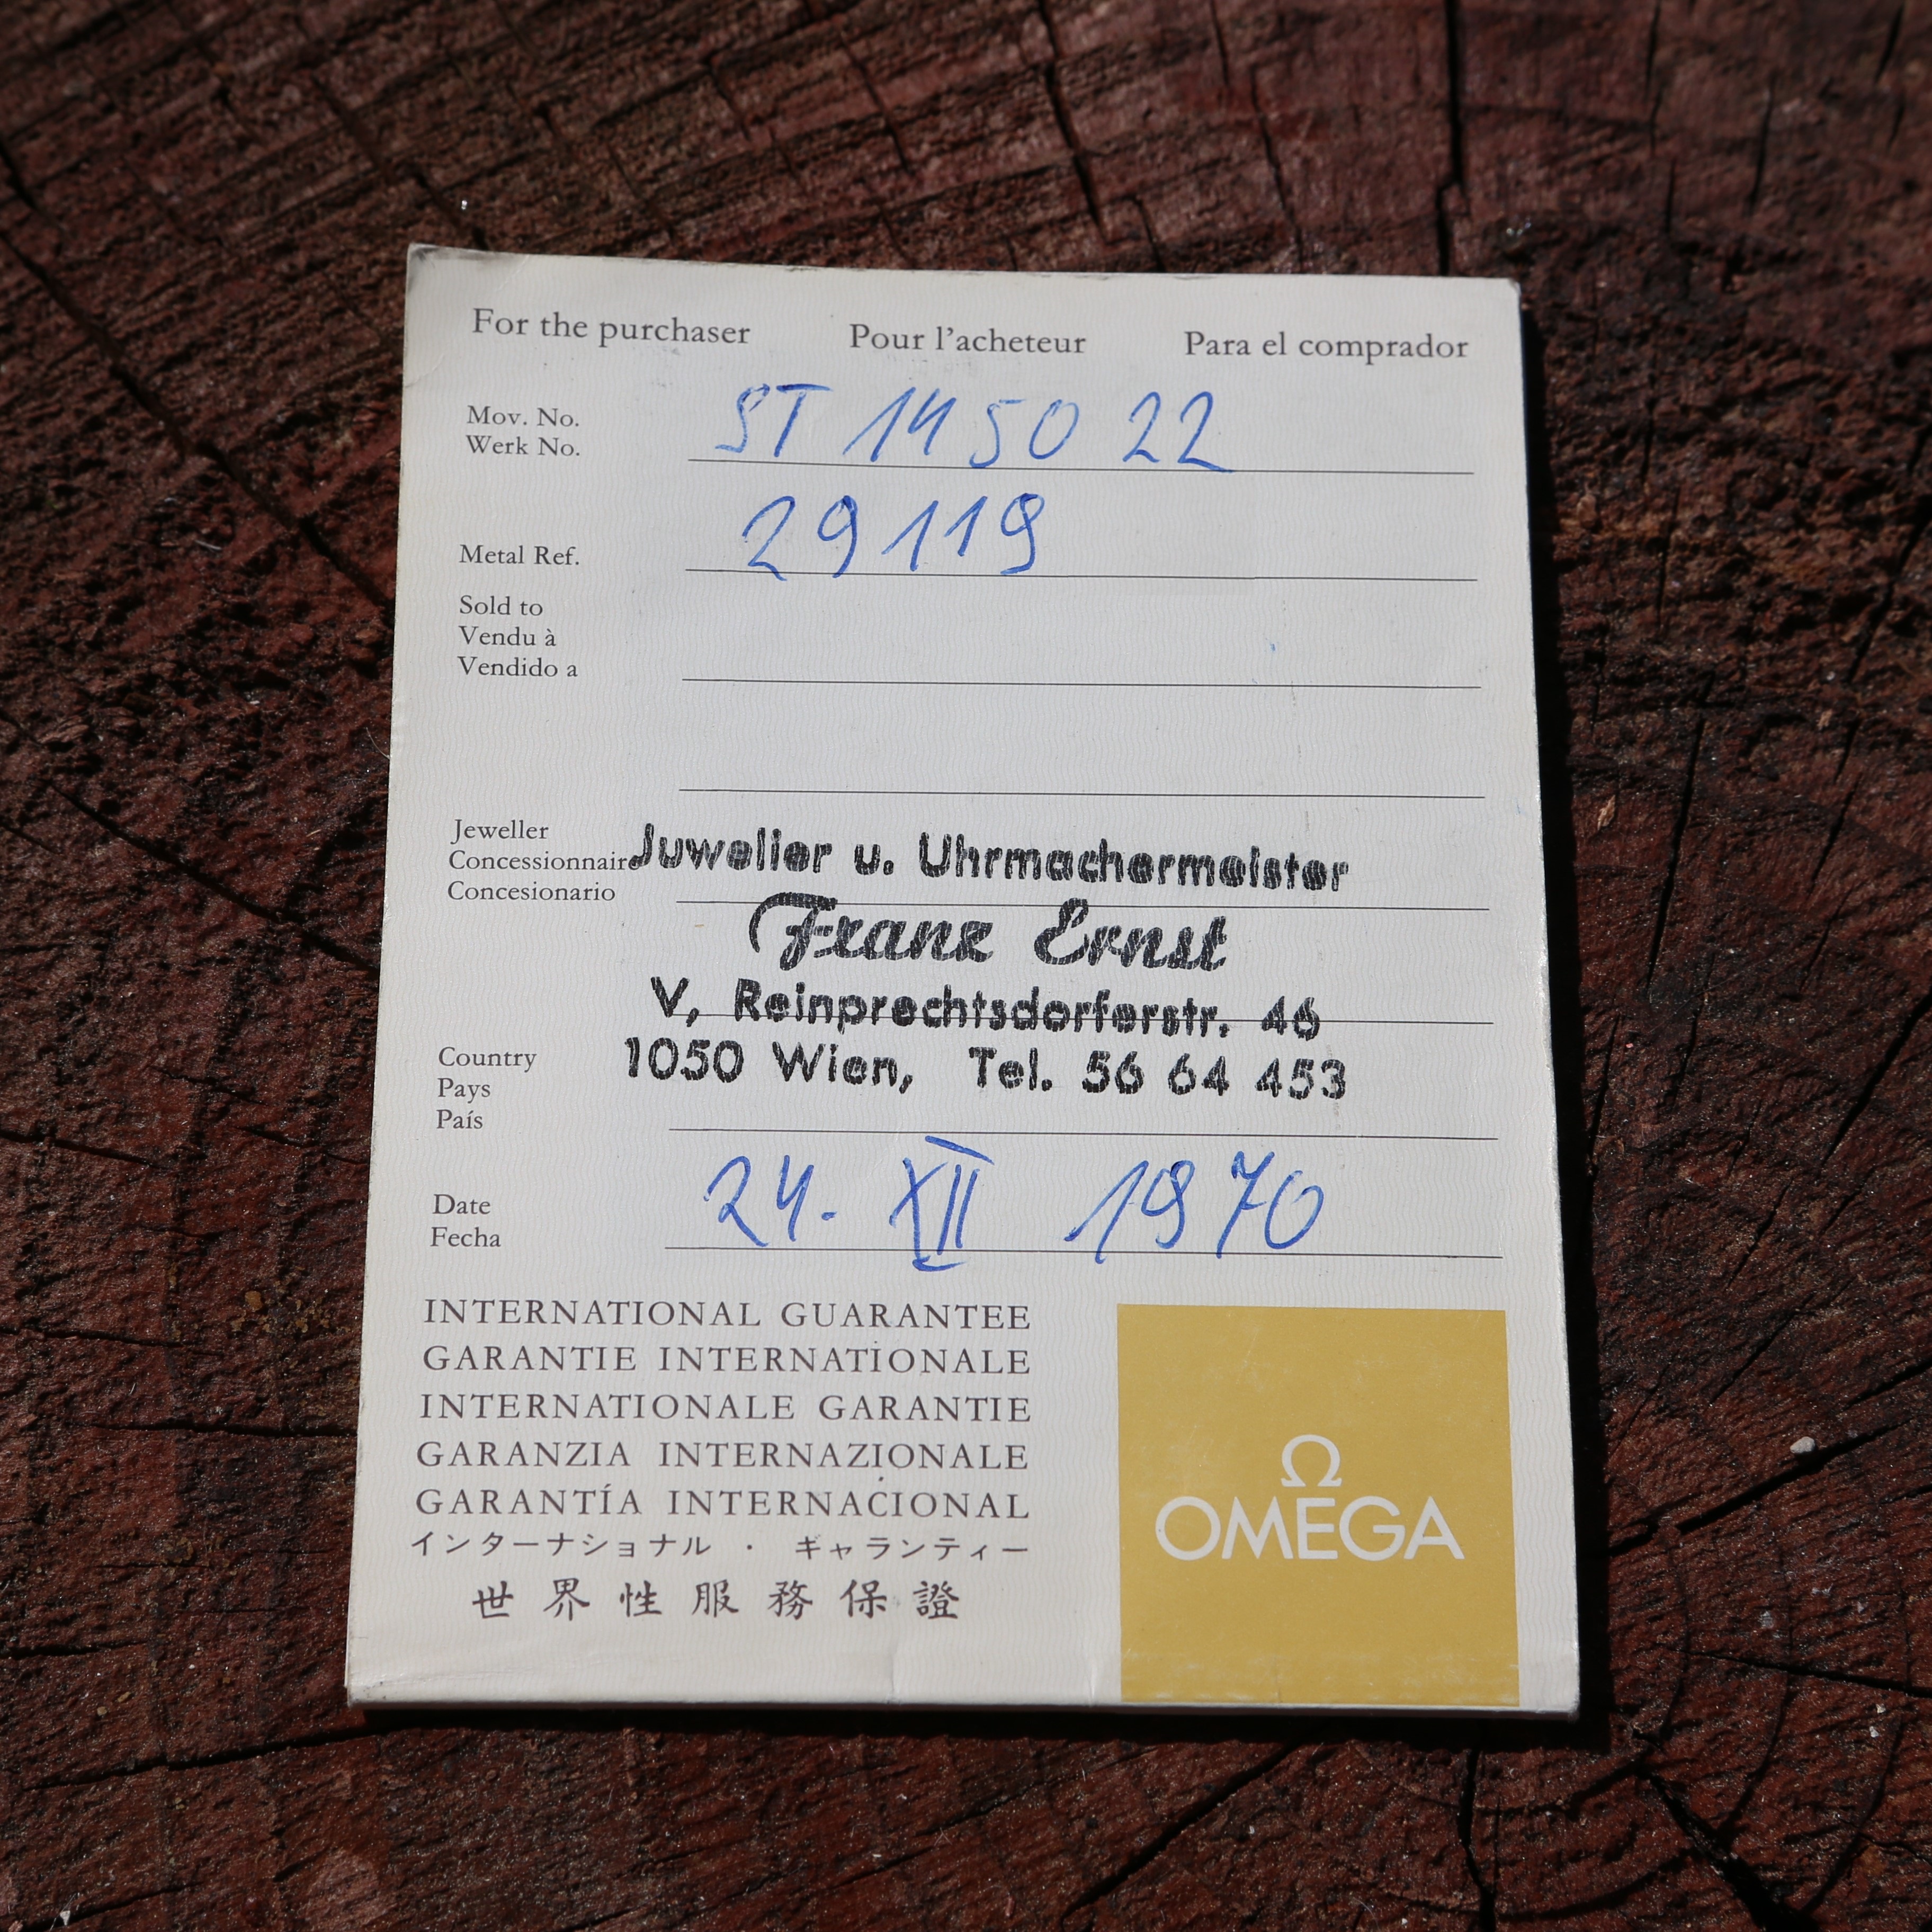 For the purchaser Pour l'acheteur Para el comprador
Mov. No. ST 145022
Werk No.
Metal Ref. 29119
Sold to
Vendu à
Vendido a
Jeweller
Concessionnaire Juwelier u. Uhrmachermeister
Concesionario
Franz Ernst
V, Reinprechtsdorferstr. 46
Country 1050 Wien, Tel. 56 64 453
Pays
País
Date 24. XII 1970
Fecha
INTERNATIONAL GUARANTEE
GARANTIE INTERNATIONALE
INTERNATIONALE GARANTIE
GARANZIA INTERNAZIONALE
GARANTÍA INTERNACIONAL
インターナショナル ・ ギャランティー
世界性服務保證
Ω
OMEGA